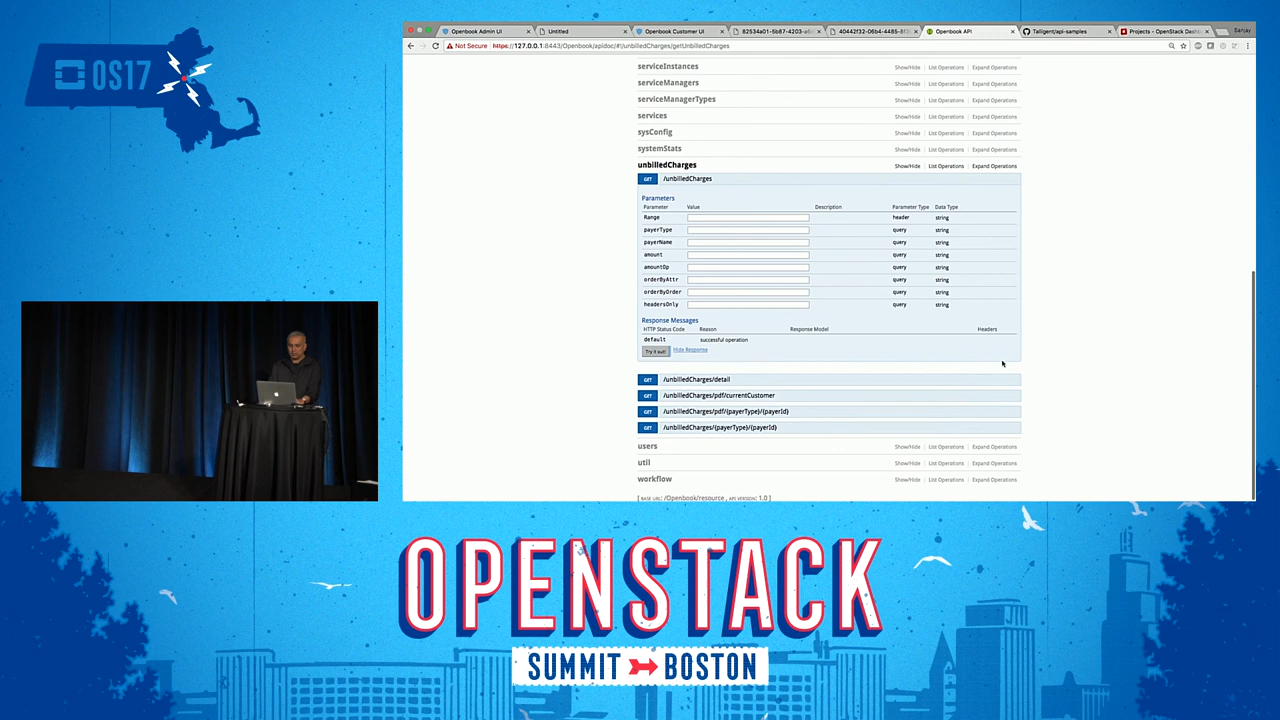 OS17
Openbook Admin UI
Untitled
Openbook Customer UI
Openbook API
Talligent/api-samples
Projects - OpenStack Dash
Sanjay
Not Secure https://127.0.0.1:8443/Openbook/apidoc/#!/unbilledCharges/getUnbilledCharges
serviceInstances Show/Hide List Operations Expand Operations
serviceManagers Show/Hide List Operations Expand Operations
serviceManagerTypes Show/Hide List Operations Expand Operations
services Show/Hide List Operations Expand Operations
sysConfig Show/Hide List Operations Expand Operations
systemStats Show/Hide List Operations Expand Operations
unbilledCharges Show/Hide List Operations Expand Operations
GET /unbilledCharges
Parameters
Parameter Value Description Parameter Type Data Type
Range header string
payerType query string
payerName query string
amount query string
amountOp query string
orderByAttr query string
orderByOrder query string
headersOnly query string
Response Messages
HTTP Status Code Reason Response Model Headers
default successful operation
Try it out! Hide Response
GET /unbilledCharges/detail
GET /unbilledCharges/pdf/currentCustomer
GET /unbilledCharges/pdf/{payerType}/{payerId}
GET /unbilledCharges/{payerType}/{payerId}
users Show/Hide List Operations Expand Operations
util Show/Hide List Operations Expand Operations
workflow Show/Hide List Operations Expand Operations
[ BASE URL: /Openbook/resource , API VERSION: 1.0 ]
OPENSTACK
SUMMIT BOSTON